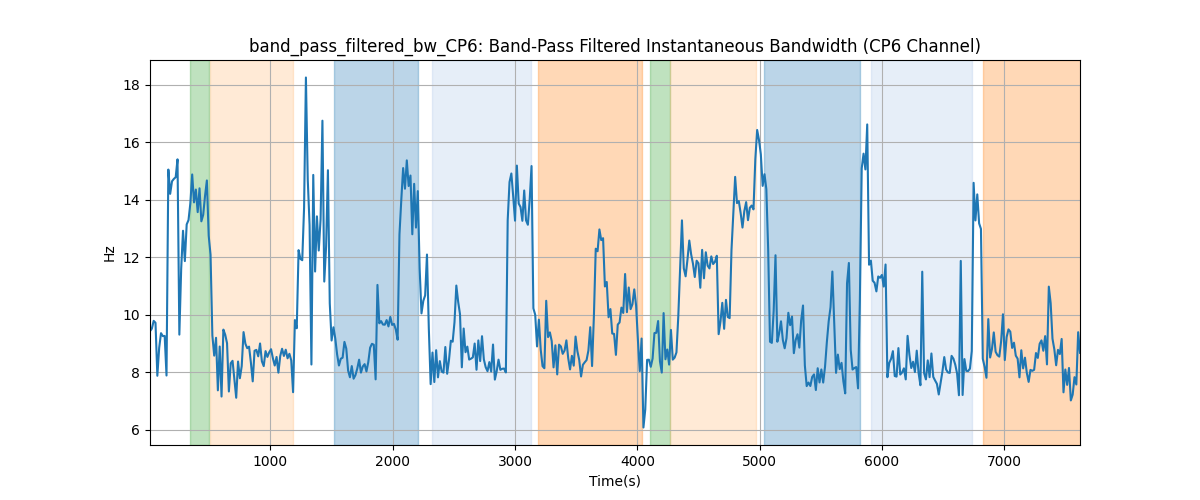 band_pass_filtered_bw_CP6: Band-Pass Filtered Instantaneous Bandwidth (CP6 Channel)
18
16
14
12
10
8
6
Hz
1000 2000 3000 4000 5000 6000 7000
Time(s)